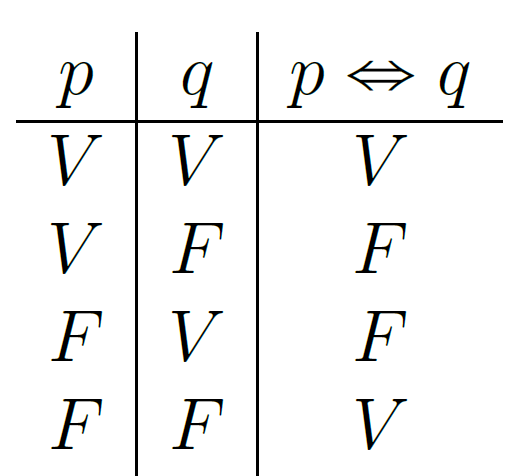 p q p ⇔ q
V V V
V F F
F V F
F F V